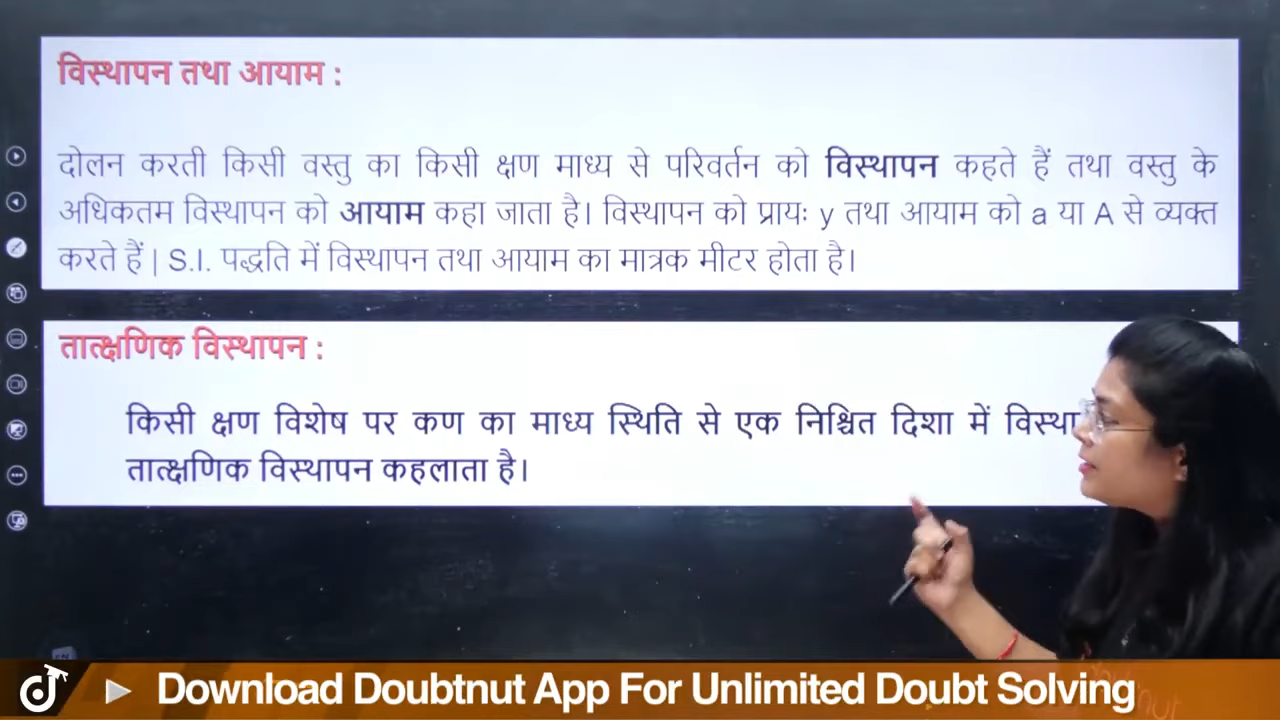 विस्थापन तथा आयाम :
दोलन करती किसी वस्तु का किसी क्षण माध्य से परिवर्तन को विस्थापन कहते हैं तथा वस्तु के
अधिकतम विस्थापन को आयाम कहा जाता है। विस्थापन को प्रायः y तथा आयाम को a या A से व्यक्त
करते हैं | S.I. पद्धति में विस्थापन तथा आयाम का मात्रक मीटर होता है।
तात्क्षणिक विस्थापन :
किसी क्षण विशेष पर कण का माध्य स्थिति से एक निश्चित दिशा में
तात्क्षणिक विस्थापन कहलाता है।
Download Doubtnut App For Unlimited Doubt Solving